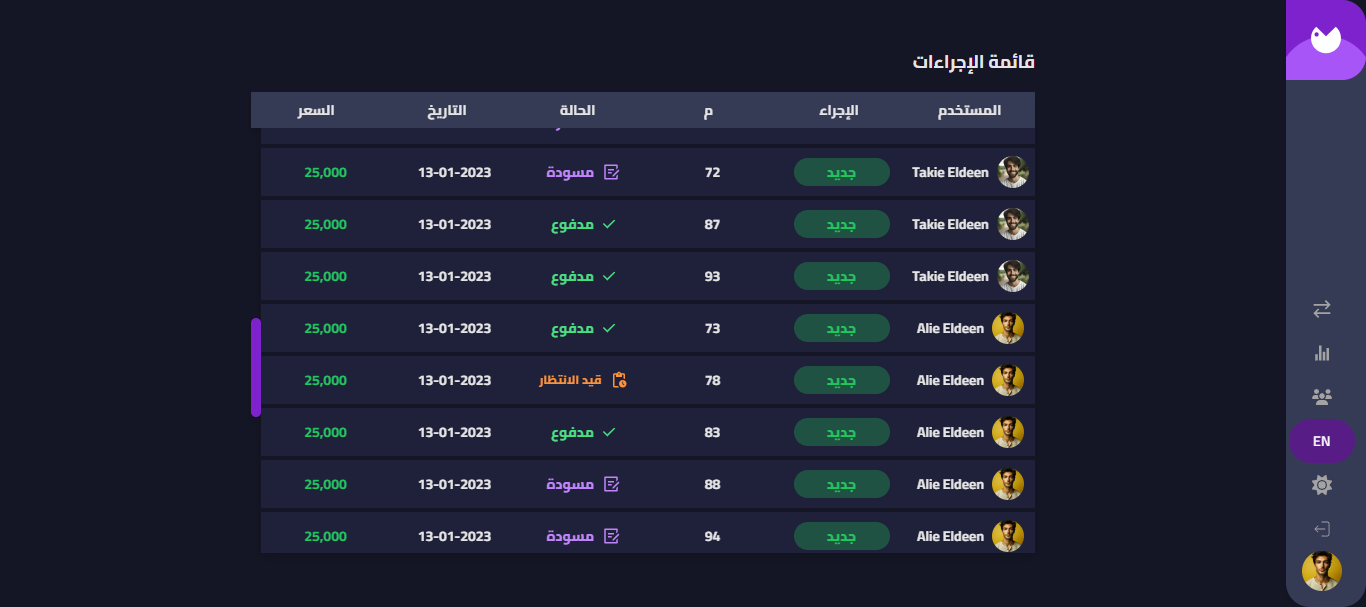 قائمة الإجراءات
المستخدم الإجراء م الحالة التاريخ السعر
Takie Eldeen جديد 72 مسودة 13-01-2023 25,000
Takie Eldeen جديد 87 مدفوع 13-01-2023 25,000
Takie Eldeen جديد 93 مدفوع 13-01-2023 25,000
Alie Eldeen جديد 73 مدفوع 13-01-2023 25,000
Alie Eldeen جديد 78 قيد الانتظار 13-01-2023 25,000
Alie Eldeen جديد 83 مدفوع 13-01-2023 25,000
Alie Eldeen جديد 88 مسودة 13-01-2023 25,000
Alie Eldeen جديد 94 مسودة 13-01-2023 25,000
EN